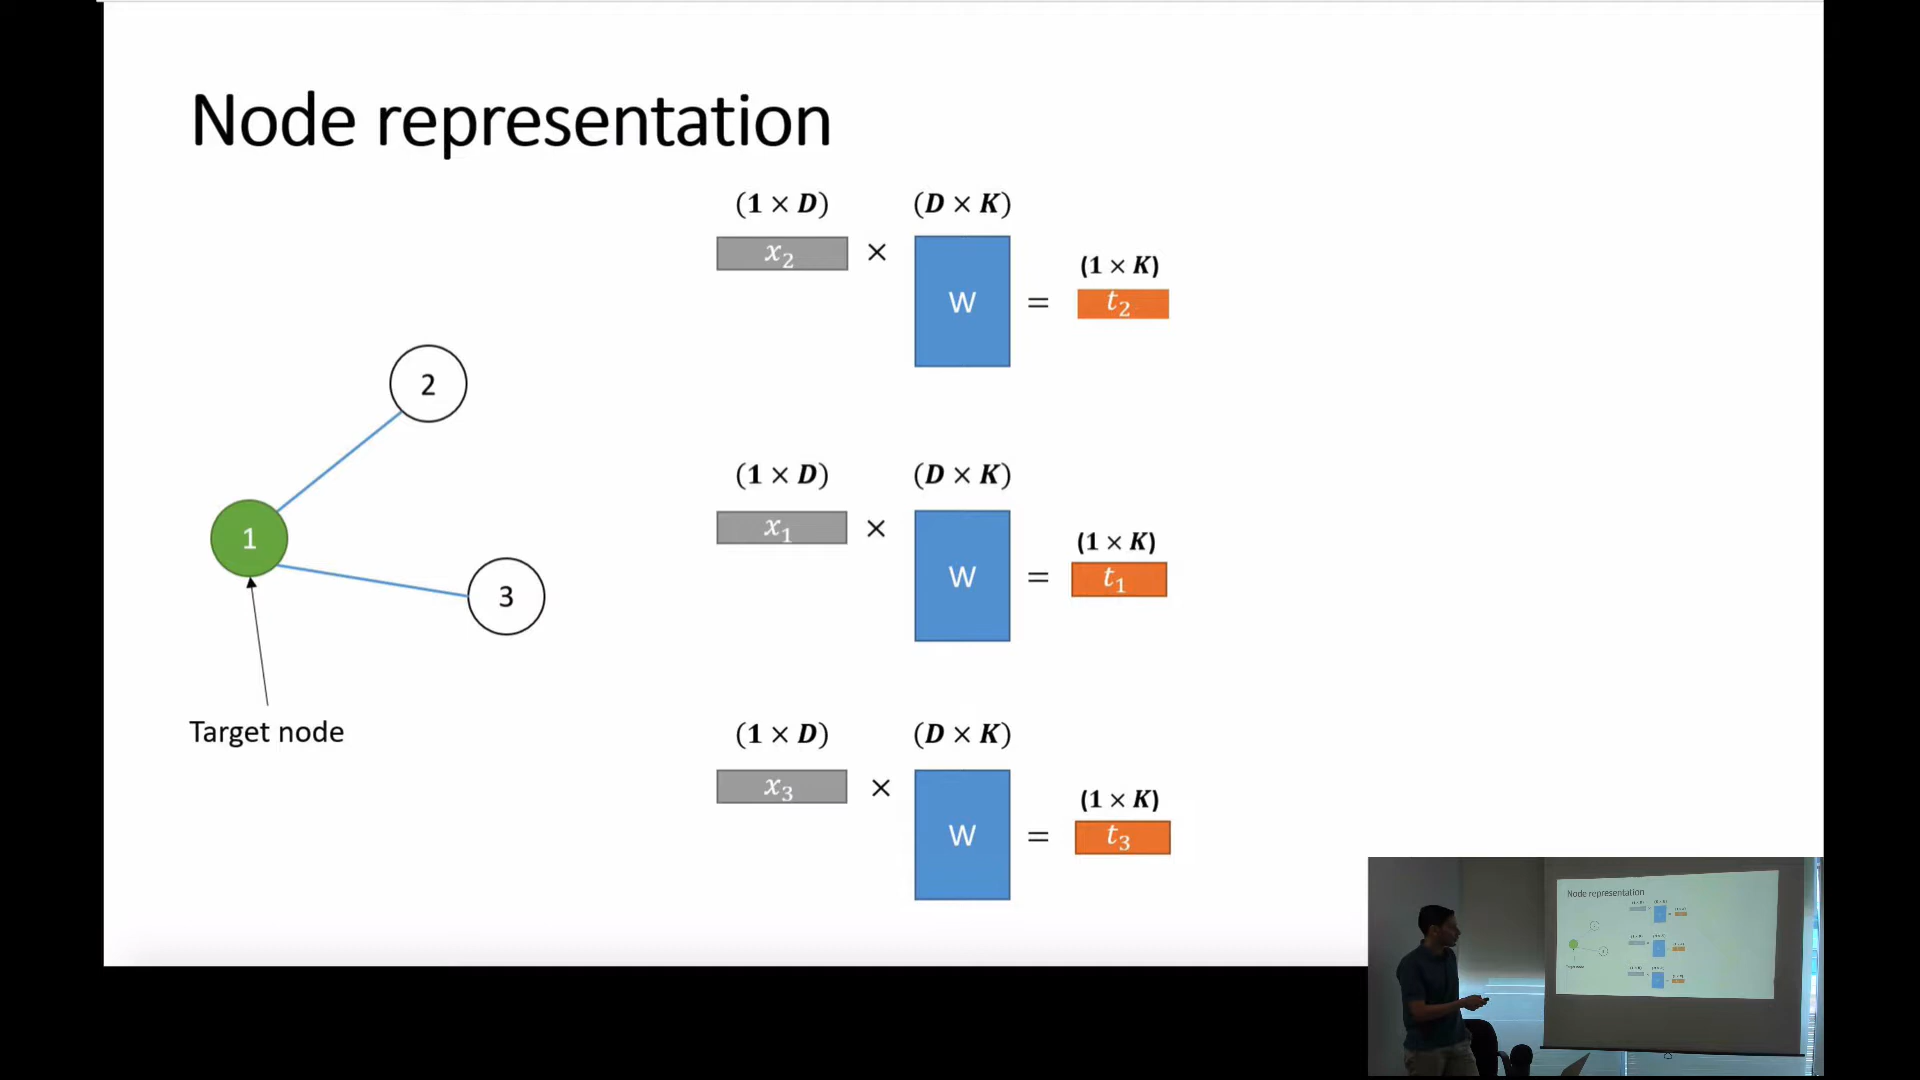 Node representation
(1 × D) (D × K)
x₂ × W = (1 × K) t₂
2
(1 × D) (D × K)
x₁ × W = (1 × K) t₁
1
3
Target node
(1 × D) (D × K)
x₃ × W = (1 × K) t₃
Node representation